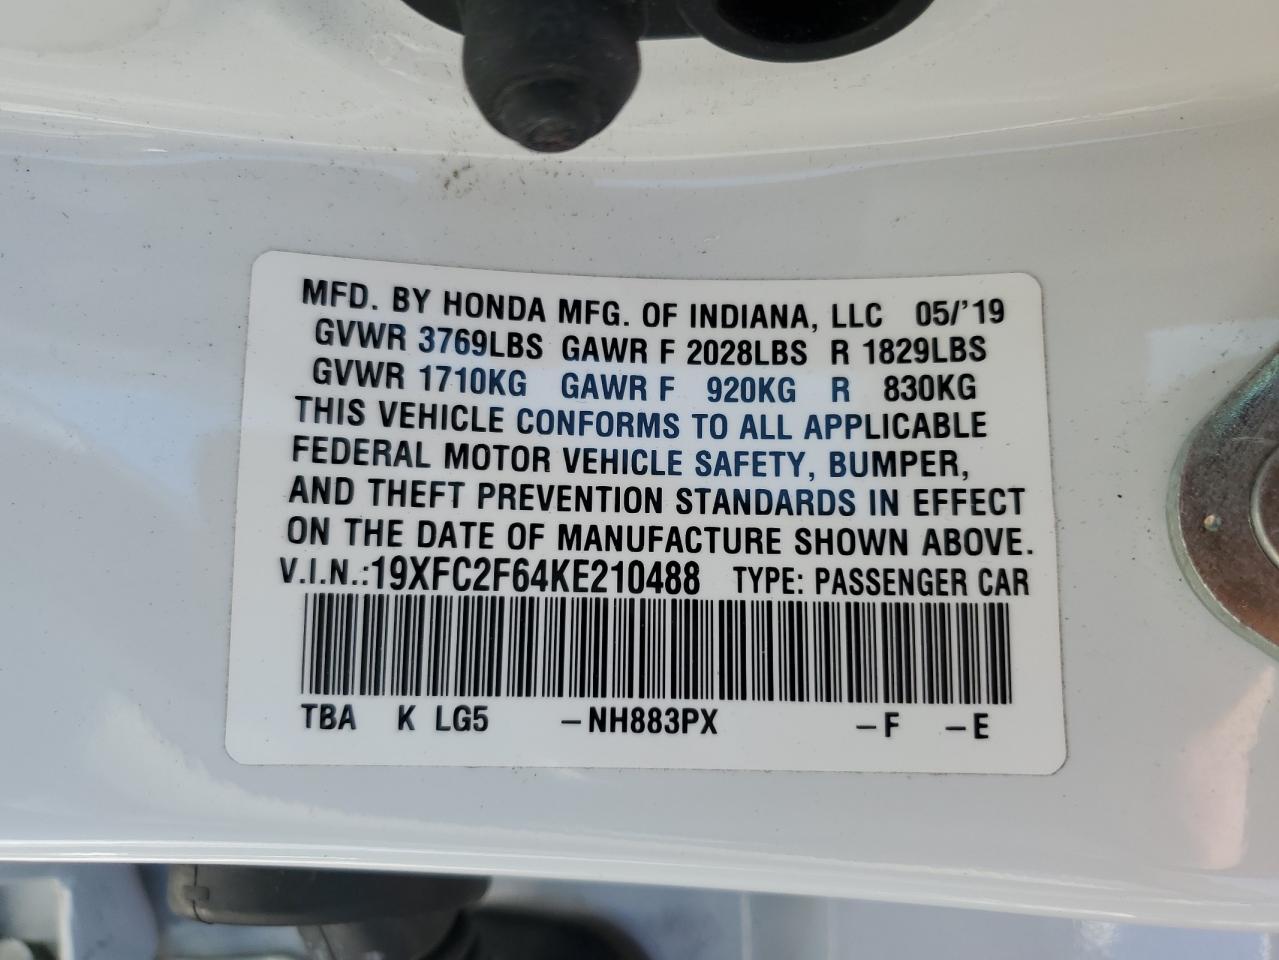 MFD. BY HONDA MFG. OF INDIANA, LLC 05/'19
GVWR 3769LBS GAWR F 2028LBS R 1829LBS
GVWR 1710KG GAWR F 920KG R 830KG
THIS VEHICLE CONFORMS TO ALL APPLICABLE
FEDERAL MOTOR VEHICLE SAFETY, BUMPER,
AND THEFT PREVENTION STANDARDS IN EFFECT
ON THE DATE OF MANUFACTURE SHOWN ABOVE.
V.I.N.:19XFC2F64KE210488 TYPE: PASSENGER CAR
TBA K LG5 –NH883PX –F –E